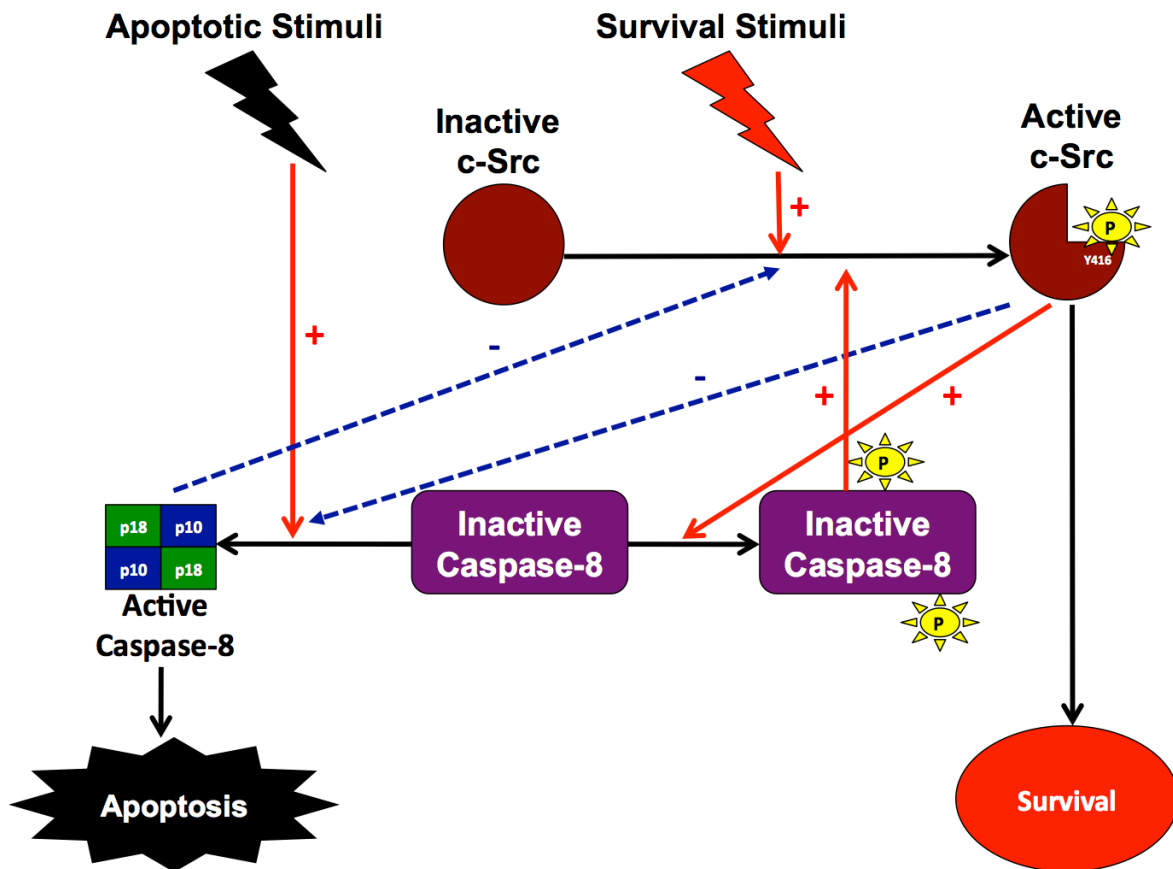 Apoptotic Stimuli
Survival Stimuli
Inactive
c-Src
Active
c-Src
P
Y416
+
+
-
-
+
+
P
p18 p10
p10 p18
Active
Caspase-8
Inactive
Caspase-8
Inactive
Caspase-8
P
Apoptosis
Survival